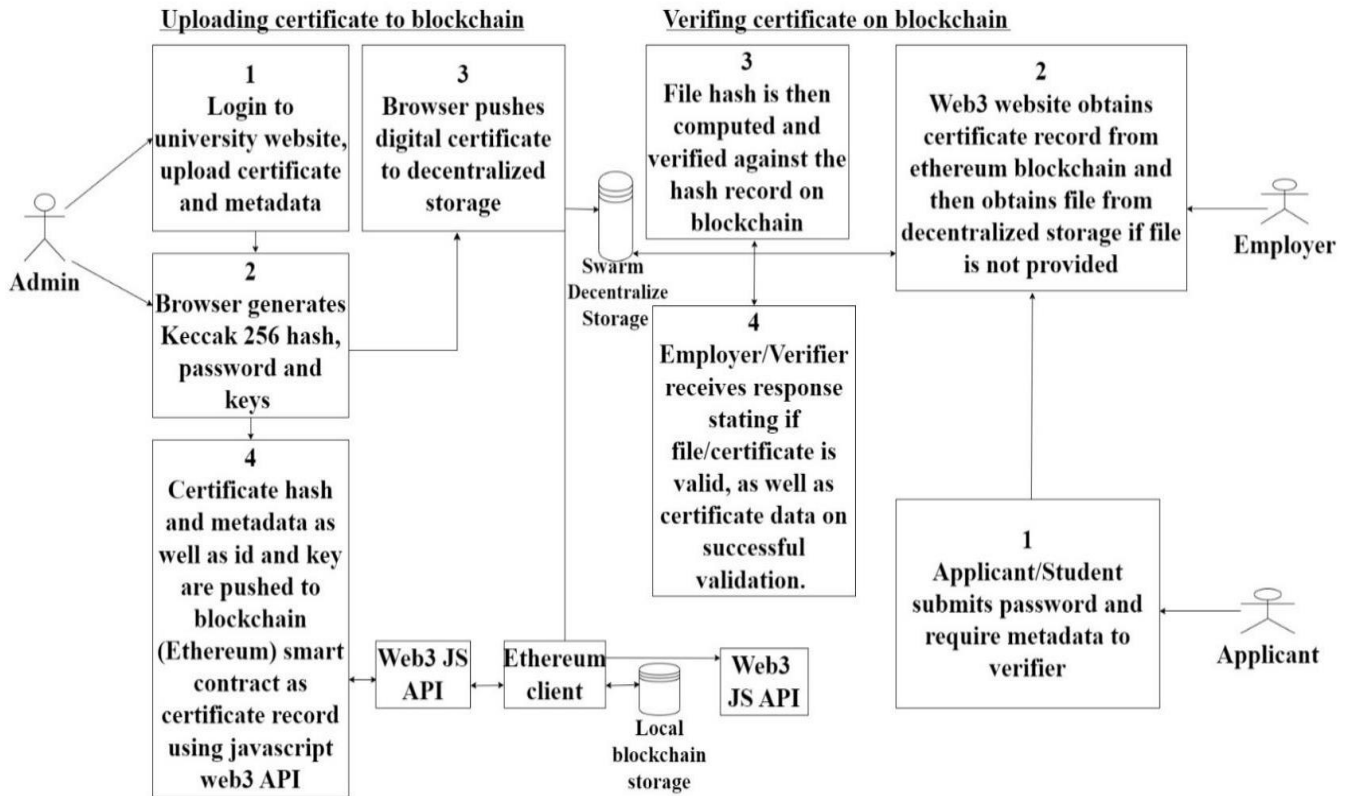 Uploading certificate to blockchain
1
Login to
university website,
upload certificate
and metadata
2
Browser generates
Keccak 256 hash,
password and
keys
3
Browser pushes
digital certificate
to decentralized
storage
4
Certificate hash
and metadata as
well as id and key
are pushed to
blockchain
(Ethereum) smart
contract as
certificate record
using javascript
web3 API
Admin
Web3 JS
API
Ethereum
client
Local
blockchain
storage
Web3
JS API
Swarm
Decentralize
Storage
Verifing certificate on blockchain
1
Applicant/Student
submits password and
require metadata to
verifier
2
Web3 website obtains
certificate record from
ethereum blockchain and
then obtains file from
decentralized storage if file
is not provided
3
File hash is then
computed and
verified against the
hash record on
blockchain
4
Employer/Verifier
receives response
stating if
file/certificate is
valid, as well as
certificate data on
successful
validation.
Employer
Applicant